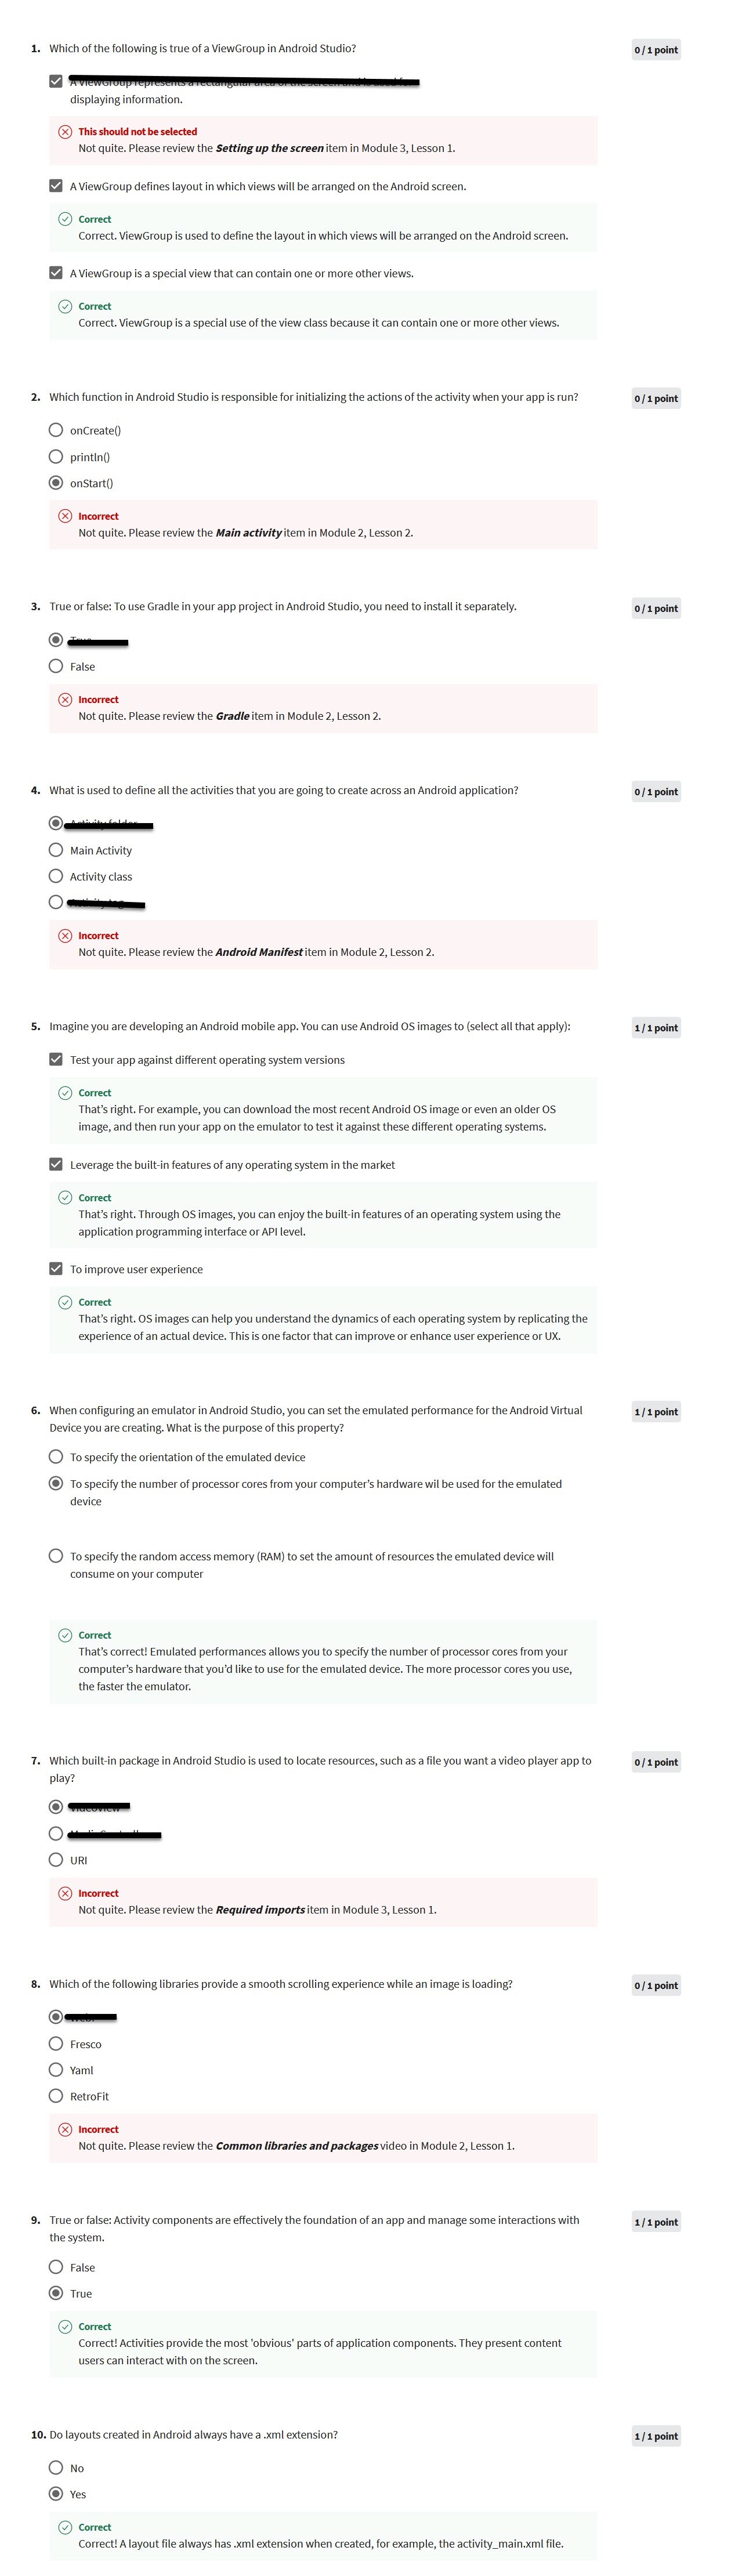 1. Which of the following is true of a ViewGroup in Android Studio?
0 / 1 point
displaying information.
This should not be selected
Not quite. Please review the Setting up the screen item in Module 3, Lesson 1.
A ViewGroup defines layout in which views will be arranged on the Android screen.
Correct
Correct. ViewGroup is used to define the layout in which views will be arranged on the Android screen.
A ViewGroup is a special view that can contain one or more other views.
Correct
Correct. ViewGroup is a special use of the view class because it can contain one or more other views.
2. Which function in Android Studio is responsible for initializing the actions of the activity when your app is run?
0 / 1 point
onCreate()
println()
onStart()
Incorrect
Not quite. Please review the Main activity item in Module 2, Lesson 2.
3. True or false: To use Gradle in your app project in Android Studio, you need to install it separately.
0 / 1 point
False
Incorrect
Not quite. Please review the Gradle item in Module 2, Lesson 2.
4. What is used to define all the activities that you are going to create across an Android application?
0 / 1 point
Main Activity
Activity class
Incorrect
Not quite. Please review the Android Manifest item in Module 2, Lesson 2.
5. Imagine you are developing an Android mobile app. You can use Android OS images to (select all that apply):
1 / 1 point
Test your app against different operating system versions
Correct
That's right. For example, you can download the most recent Android OS image or even an older OS
image, and then run your app on the emulator to test it against these different operating systems.
Leverage the built-in features of any operating system in the market
Correct
That's right. Through OS images, you can enjoy the built-in features of an operating system using the
application programming interface or API level.
To improve user experience
Correct
That's right. OS images can help you understand the dynamics of each operating system by replicating the
experience of an actual device. This is one factor that can improve or enhance user experience or UX.
6. When configuring an emulator in Android Studio, you can set the emulated performance for the Android Virtual
Device you are creating. What is the purpose of this property?
1 / 1 point
To specify the orientation of the emulated device
To specify the number of processor cores from your computer's hardware wil be used for the emulated
device
To specify the random access memory (RAM) to set the amount of resources the emulated device will
consume on your computer
Correct
That's correct! Emulated performances allows you to specify the number of processor cores from your
computer's hardware that you'd like to use for the emulated device. The more processor cores you use,
the faster the emulator.
7. Which built-in package in Android Studio is used to locate resources, such as a file you want a video player app to
play?
0 / 1 point
URI
Incorrect
Not quite. Please review the Required imports item in Module 3, Lesson 1.
8. Which of the following libraries provide a smooth scrolling experience while an image is loading?
0 / 1 point
Fresco
Yaml
RetroFit
Incorrect
Not quite. Please review the Common libraries and packages video in Module 2, Lesson 1.
9. True or false: Activity components are effectively the foundation of an app and manage some interactions with
the system.
1 / 1 point
False
True
Correct
Correct! Activities provide the most 'obvious' parts of application components. They present content
users can interact with on the screen.
10. Do layouts created in Android always have a .xml extension?
1 / 1 point
No
Yes
Correct
Correct! A layout file always has .xml extension when created, for example, the activity_main.xml file.